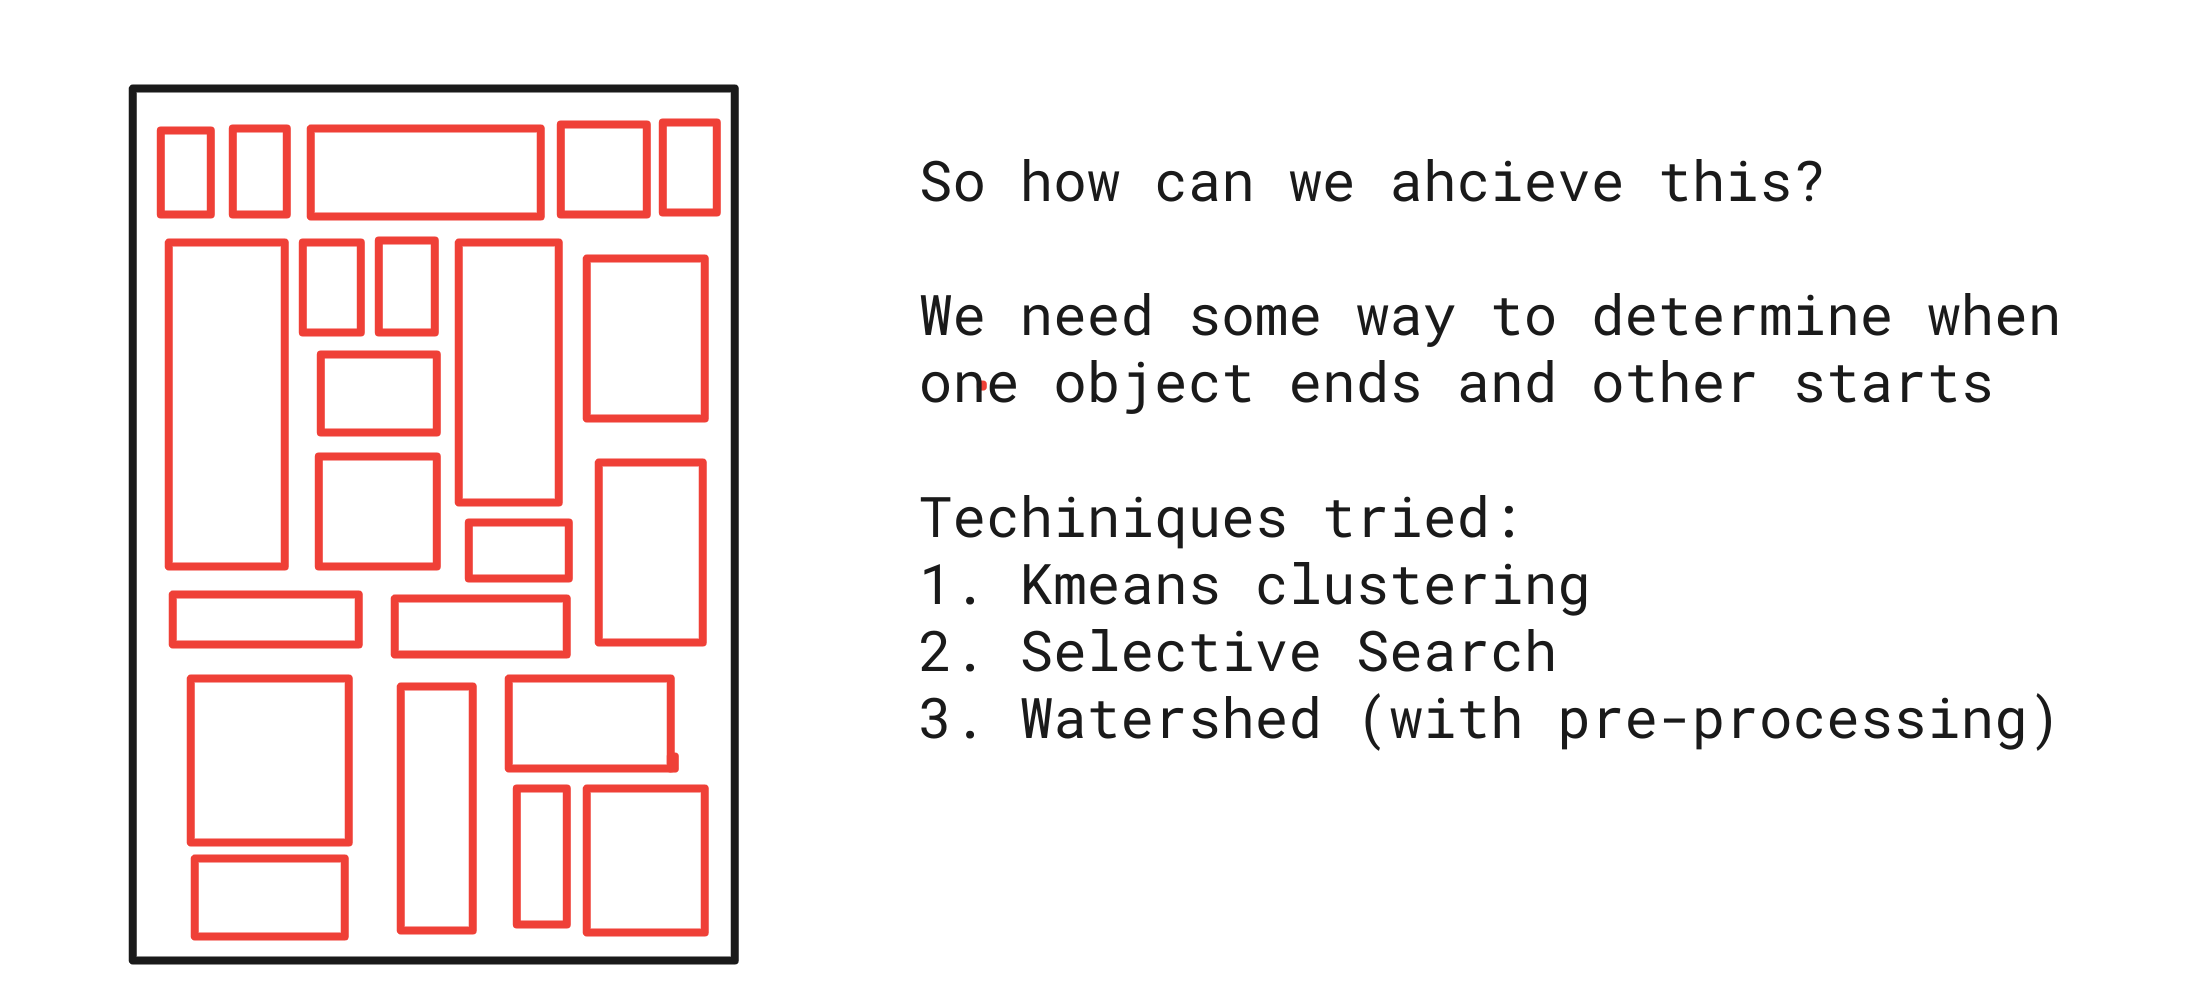 So how can we ahcieve this?
We need some way to determine when
one object ends and other starts
Techiniques tried:
1. Kmeans clustering
2. Selective Search
3. Watershed (with pre-processing)